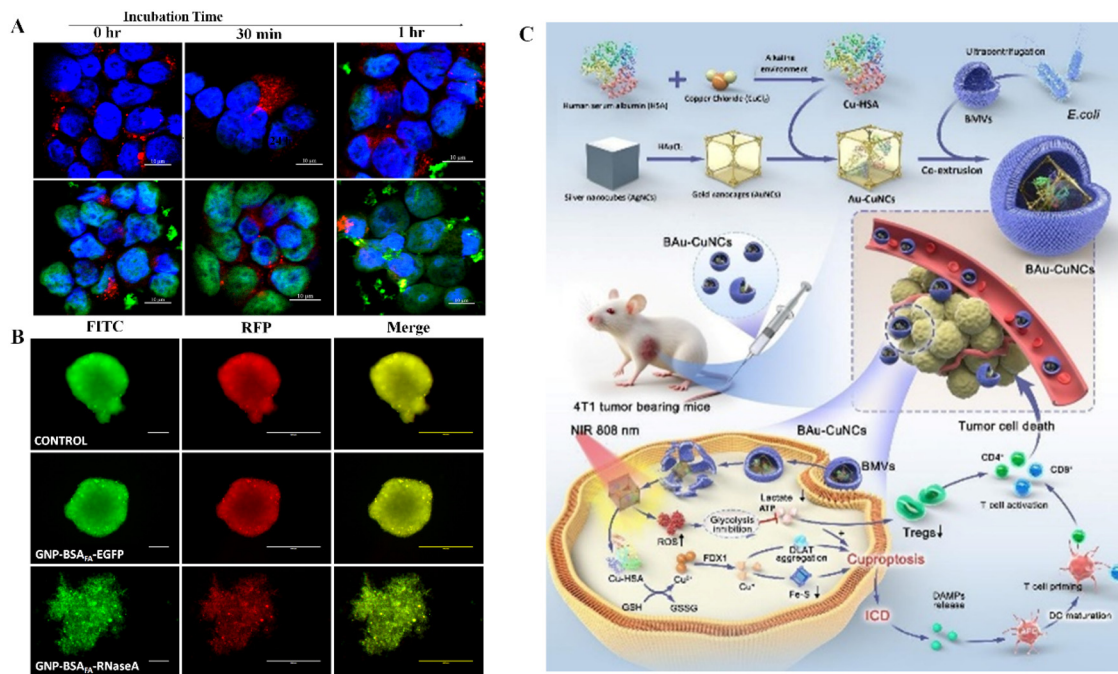 A
Incubation Time
0 hr
30 min
1 hr
10 µm
10 µm
10 µm
10 µm
10 µm
10 µm
B
FITC
RFP
Merge
CONTROL
GNP-BSA_FA-EGFP
GNP-BSA_FA-RNaseA
C
Human serum albumin (HSA)
+
Copper Chloride (CuCl₂)
Alkaline
environment
Cu-HSA
Ultracentrifugation
BMVs
E.coli
Silver nanocubes (AgNCs)
Gold nanocages (AuNCs)
Au-CuNCs
Co-extrusion
BAu-CuNCs
BAu-CuNCs
4T1 tumor bearing mice
Tumor cell death
NIR 808 nm
BAu-CuNCs
BMVs
Lactate
ATP
ROS↑
Glycolysis
inhibition
Cu-HSA
Cu²⁺
FDX1
Cu⁺
DLAT
aggregation
Fe-S
Cuproptosis
GSH
GSSG
Tregs↓
CD4⁺
CD8⁺
T cell activation
T cell priming
DC maturation
ICD
DAMPs
release